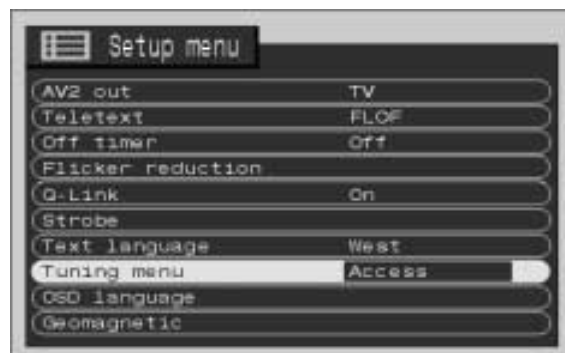 Setup menu
AV2 out TV
Teletext FLOF
Off timer Off
Flicker reduction
Q-Link On
Strobe
Text language West
Tuning menu Access
OSD language
Geomagnetic